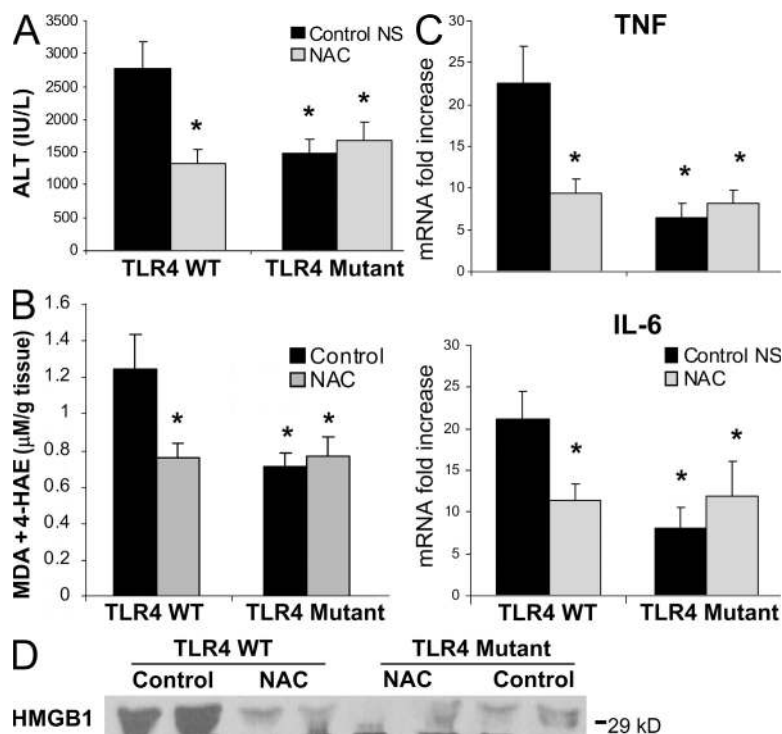 A
ALT (IU/L)
3500
3000
2500
2000
1500
1000
500
0
Control NS
NAC
*
*
*
TLR4 WT
TLR4 Mutant
B
MDA + 4-HAE (μM/g tissue)
1.6
1.4
1.2
1
0.8
0.6
0.4
0.2
0
Control
NAC
*
*
*
TLR4 WT
TLR4 Mutant
C
TNF
mRNA fold increase
30
25
20
15
10
5
0
*
*
*
IL-6
mRNA fold increase
30
25
20
15
10
5
0
Control NS
NAC
*
*
*
TLR4 WT
TLR4 Mutant
D
TLR4 WT
TLR4 Mutant
Control
NAC
NAC
Control
HMGB1
-29 kD